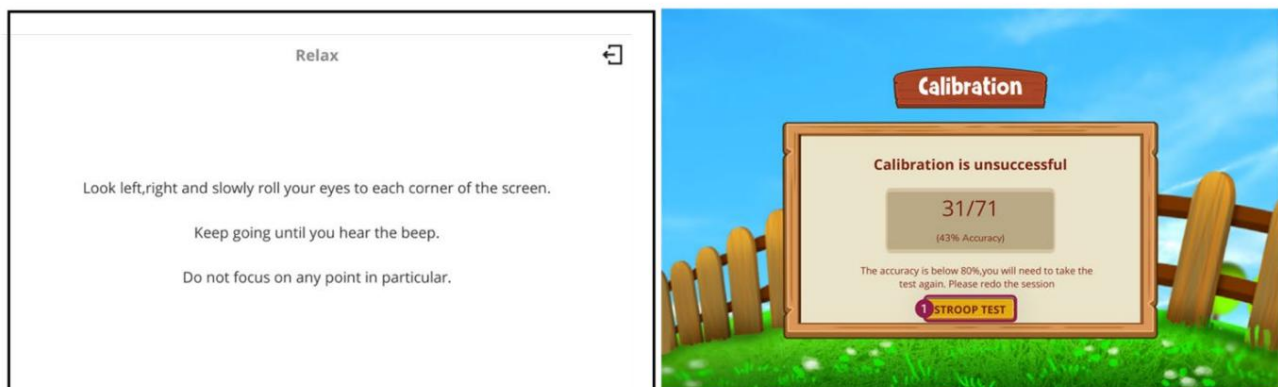 Relax
Look left,right and slowly roll your eyes to each corner of the screen.
Keep going until you hear the beep.
Do not focus on any point in particular.
Calibration
Calibration is unsuccessful
31/71
(43% Accuracy)
The accuracy is below 80%,you will need to take the
test again. Please redo the session
1 STROOP TEST